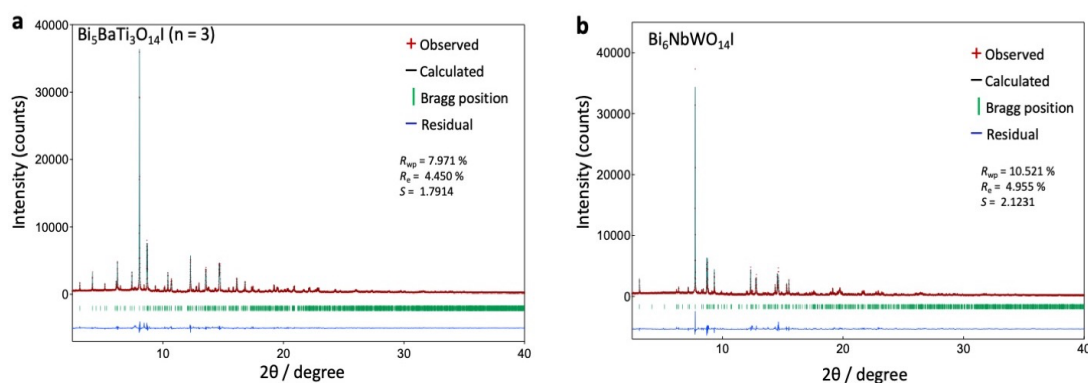 a
Bi₅BaTi₃O₁₄I (n = 3)
+ Observed
Calculated
Bragg position
Residual
Rwp = 7.971 %
Re = 4.450 %
S = 1.7914
Intensity (counts)
40000
30000
20000
10000
0
10
20
30
40
2θ / degree
b
Bi₆NbWO₁₄I
+ Observed
Calculated
Bragg position
Residual
Rwp = 10.521 %
Re = 4.955 %
S = 2.1231
Intensity (counts)
40000
30000
20000
10000
0
10
20
30
40
2θ / degree